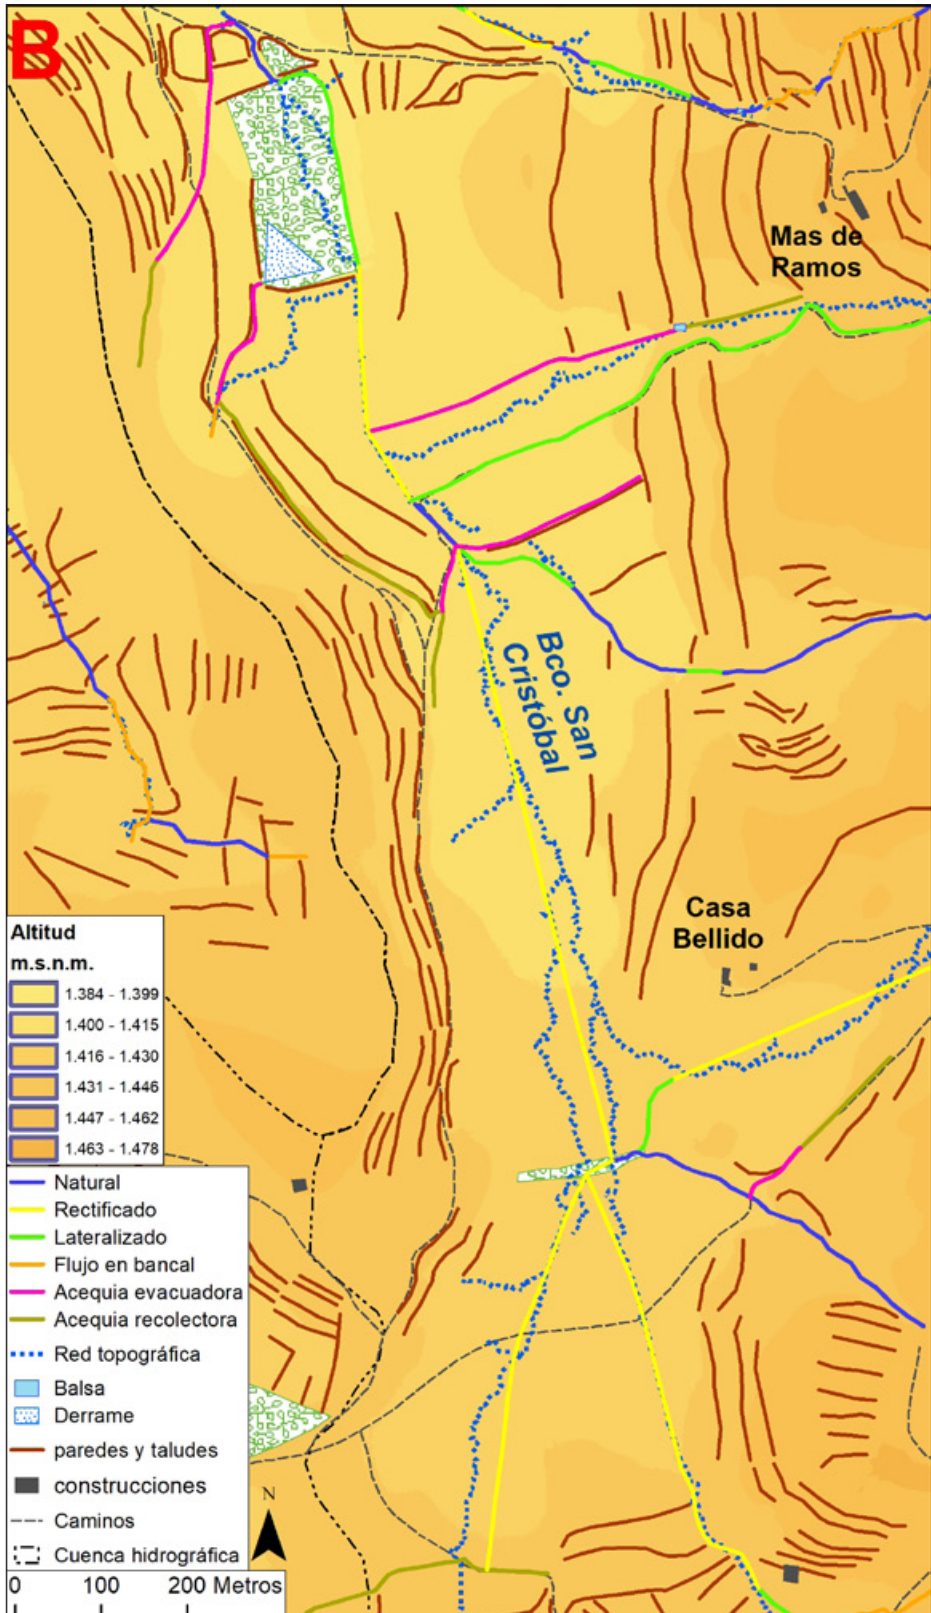 B
Mas de
Ramos
Bco. San
Cristóbal
Casa
Bellido
Altitud
m.s.n.m.
1.384 - 1.399
1.400 - 1.415
1.416 - 1.430
1.431 - 1.446
1.447 - 1.462
1.463 - 1.478
Natural
Rectificado
Lateralizado
Flujo en bancal
Acequia evacuadora
Acequia recolectora
Red topográfica
Balsa
Derrame
paredes y taludes
construcciones
Caminos
Cuenca hidrográfica
N
0 100 200 Metros